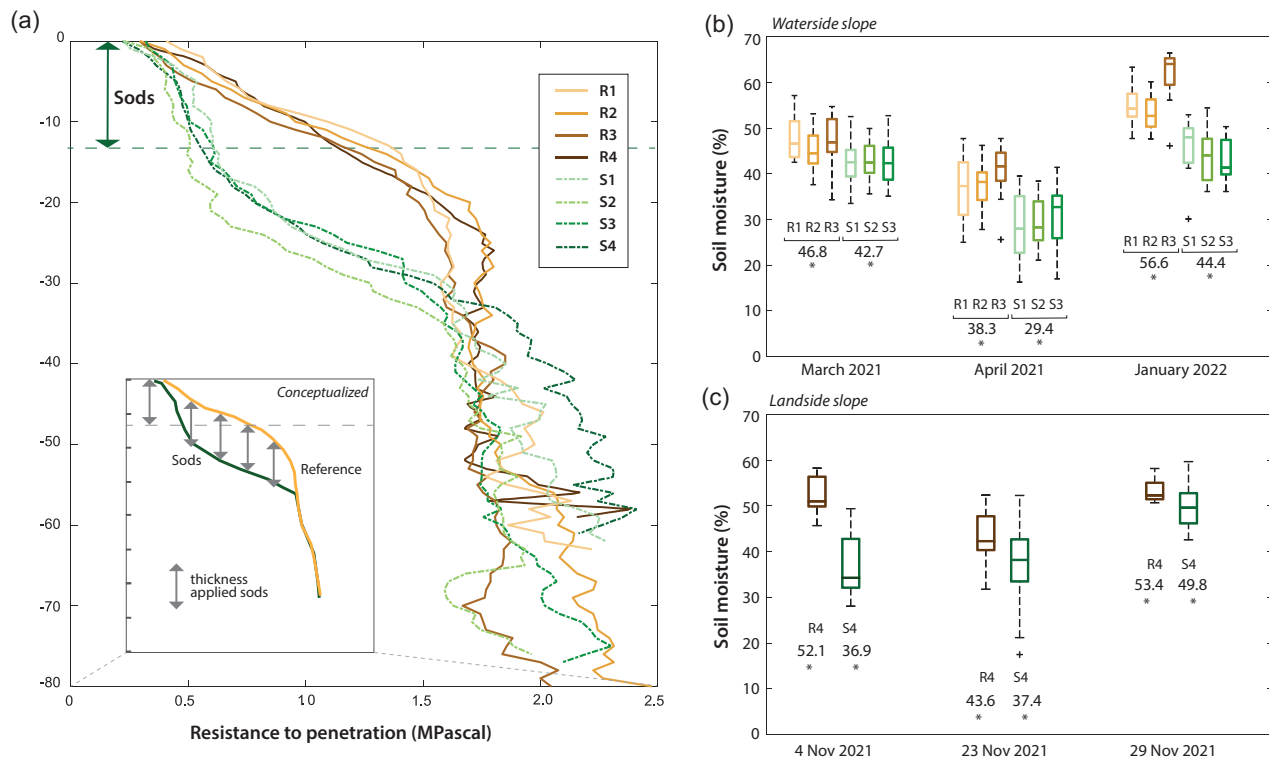 (a)
0
-10
-20
-30
-40
-50
-60
-70
-80
Sods
R1
R2
R3
R4
S1
S2
S3
S4
Conceptualized
Sods
Reference
thickness
applied sods
0
0.5
1.0
1.5
2.0
2.5
Resistance to penetration (MPascal)
(b)
Waterside slope
70
60
50
40
30
20
10
0
Soil moisture (%)
R1 R2 R3 S1 S2 S3
46.8 42.7
* *
R1 R2 R3 S1 S2 S3
38.3 29.4
* *
R1 R2 R3 S1 S2 S3
56.6 44.4
* *
March 2021
April 2021
January 2022
(c)
Landside slope
70
60
50
40
30
20
10
0
Soil moisture (%)
R4 S4
52.1 36.9
* *
R4 S4
43.6 37.4
* *
R4 S4
53.4 49.8
* *
4 Nov 2021
23 Nov 2021
29 Nov 2021